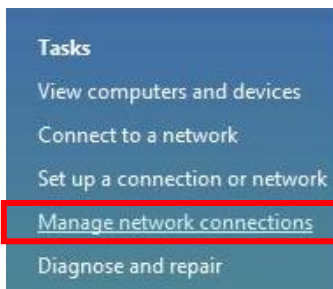 Tasks
View computers and devices
Connect to a network
Set up a connection or network
Manage network connections
Diagnose and repair